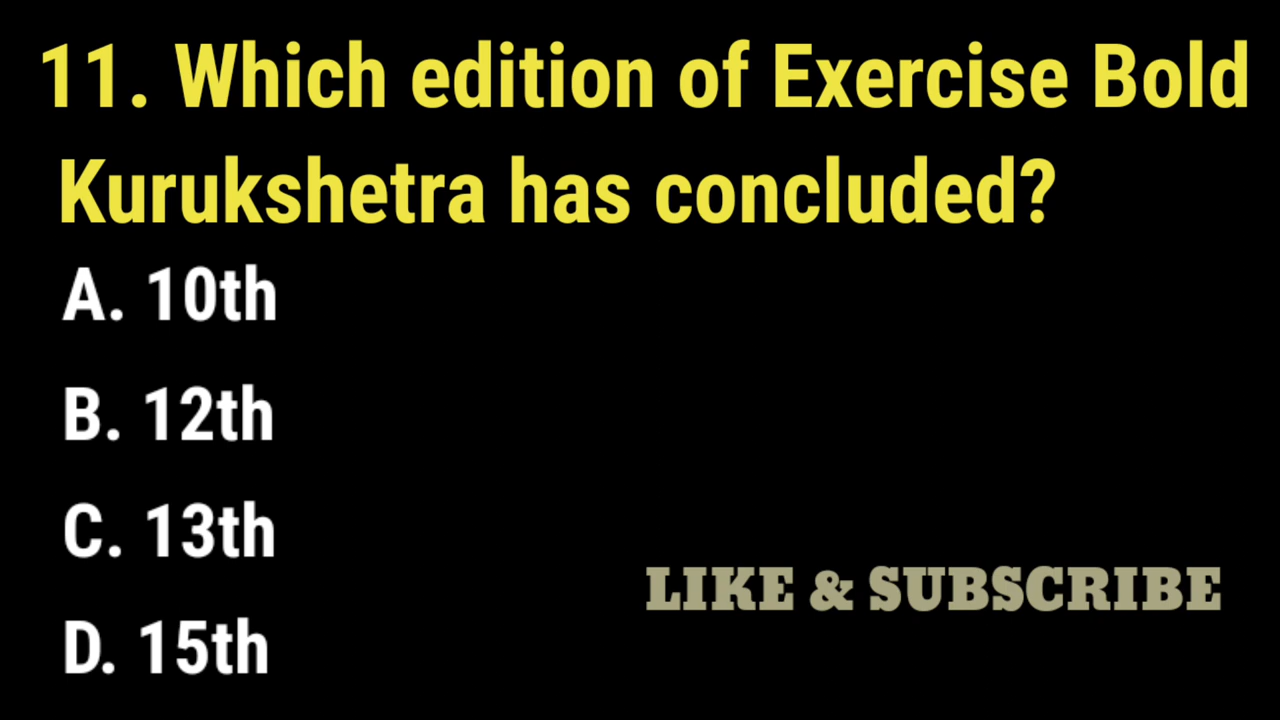 11. Which edition of Exercise Bold
Kurukshetra has concluded?
A. 10th
B. 12th
C. 13th
D. 15th
LIKE & SUBSCRIBE